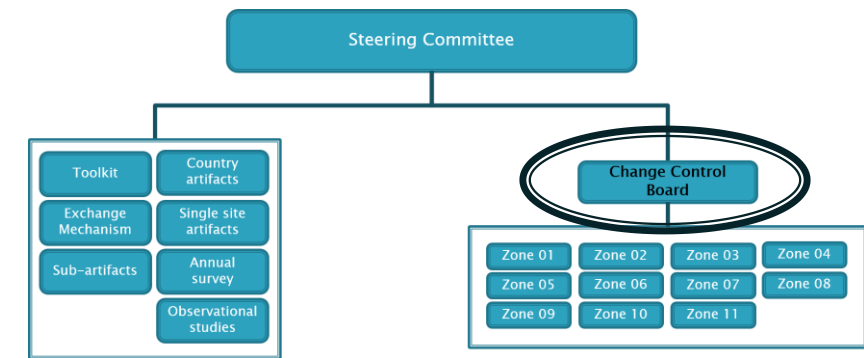 Steering Committee
Toolkit
Country
artifacts
Exchange
Mechanism
Single site
artifacts
Sub-artifacts
Annual
survey
Observational
studies
Change Control
Board
Zone 01
Zone 02
Zone 03
Zone 04
Zone 05
Zone 06
Zone 07
Zone 08
Zone 09
Zone 10
Zone 11